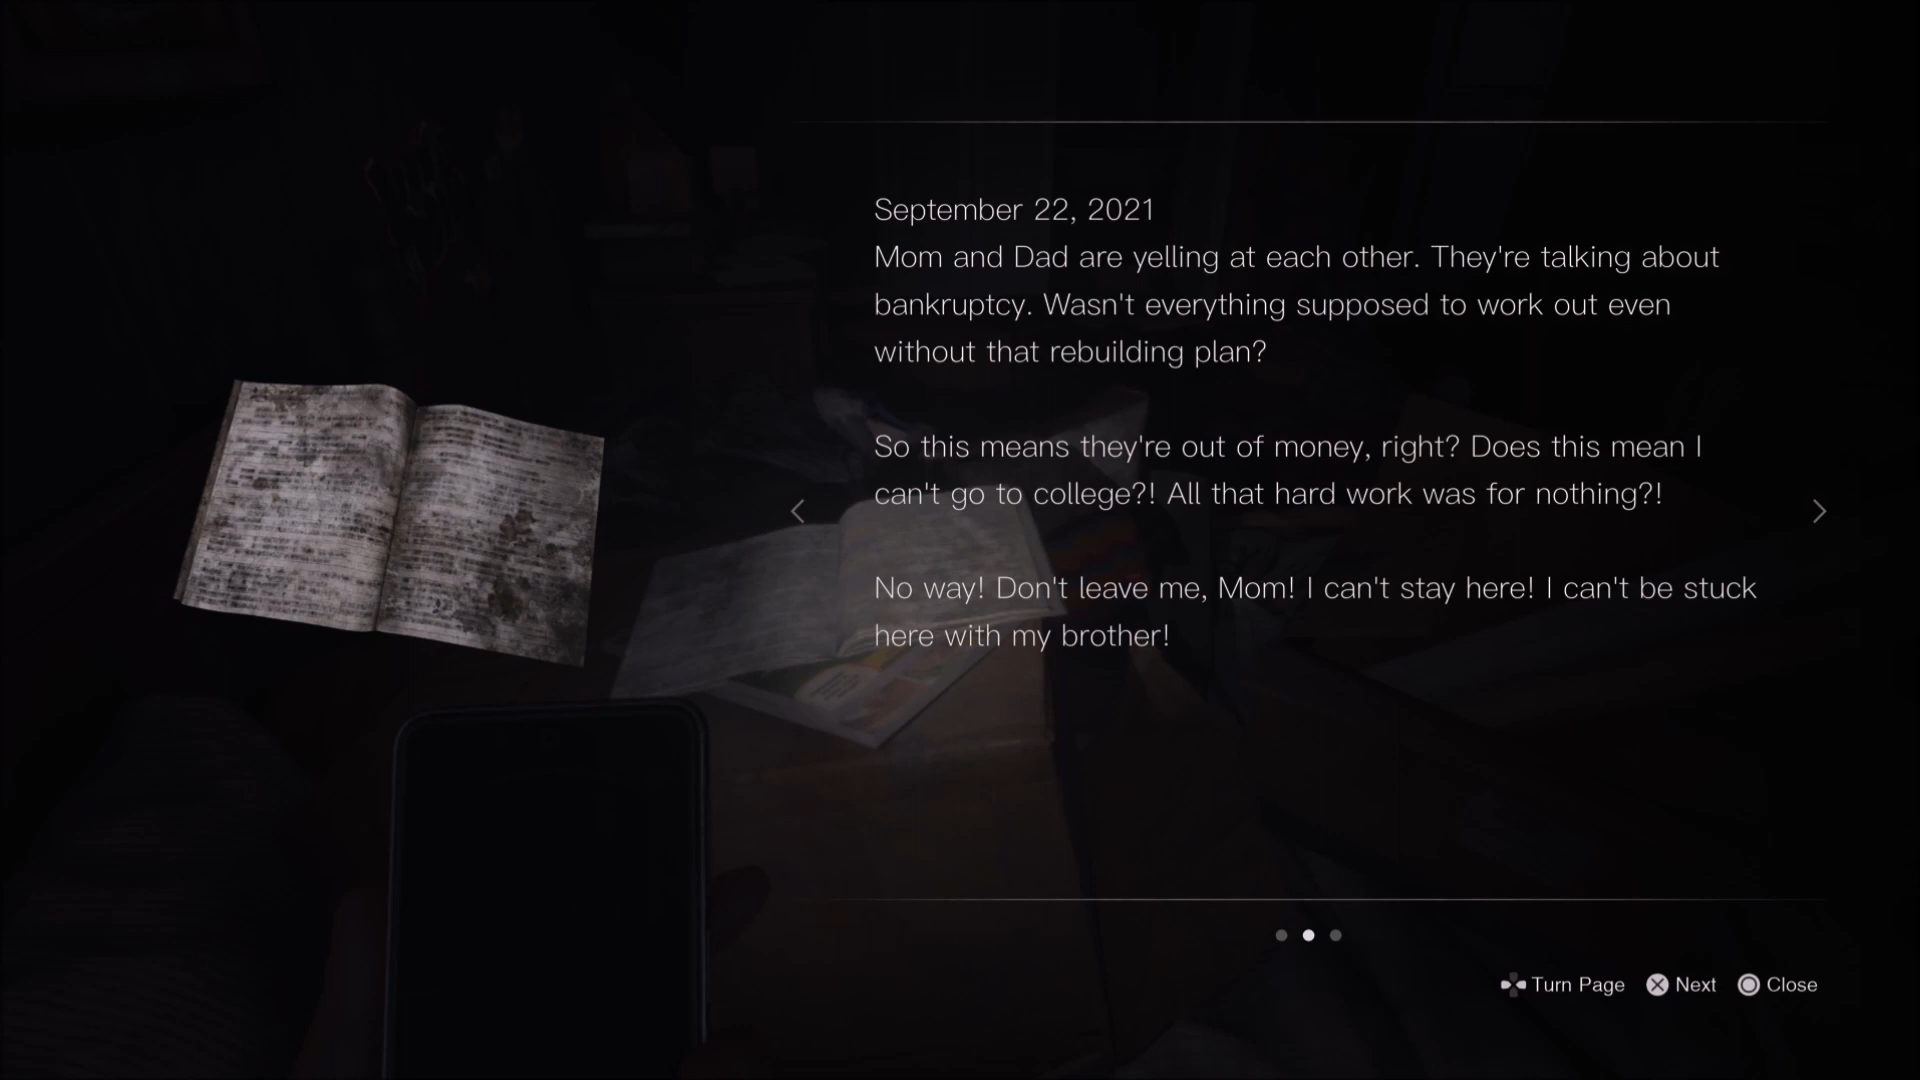 September 22, 2021
Mom and Dad are yelling at each other. They're talking about
bankruptcy. Wasn't everything supposed to work out even
without that rebuilding plan?
So this means they're out of money, right? Does this mean I
can't go to college?! All that hard work was for nothing?!
No way! Don't leave me, Mom! I can't stay here! I can't be stuck
here with my brother!
Turn Page Next Close